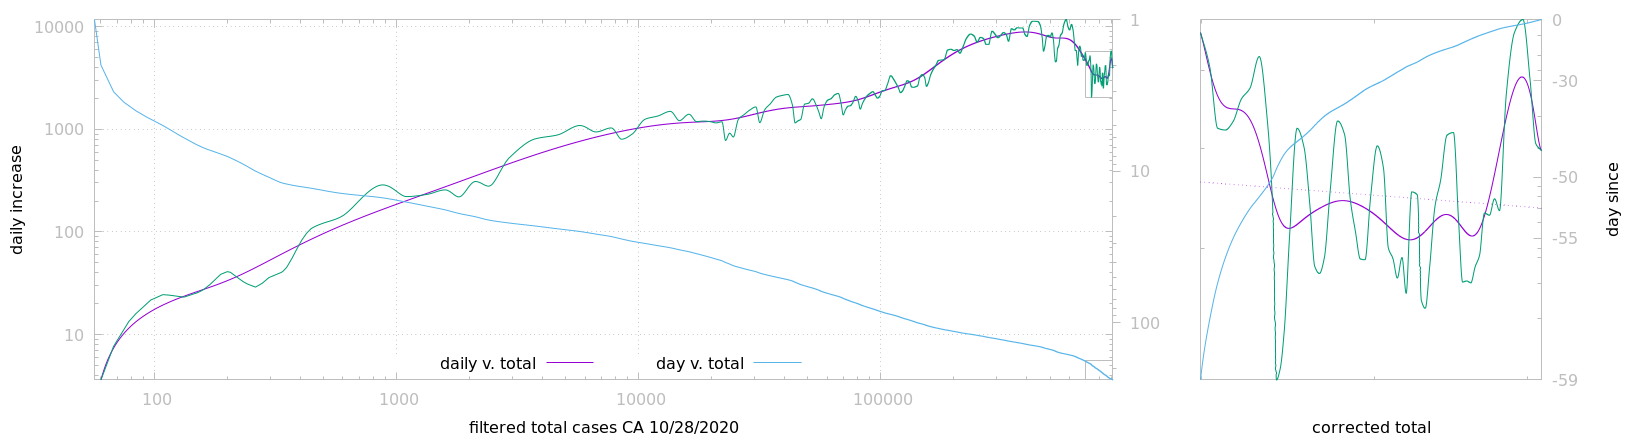 10000
1000
100
10
daily increase
100
1000
10000
100000
filtered total cases CA 10/28/2020
daily v. total
day v. total
1
10
100
0
-30
-50
-55
-59
day since
corrected total